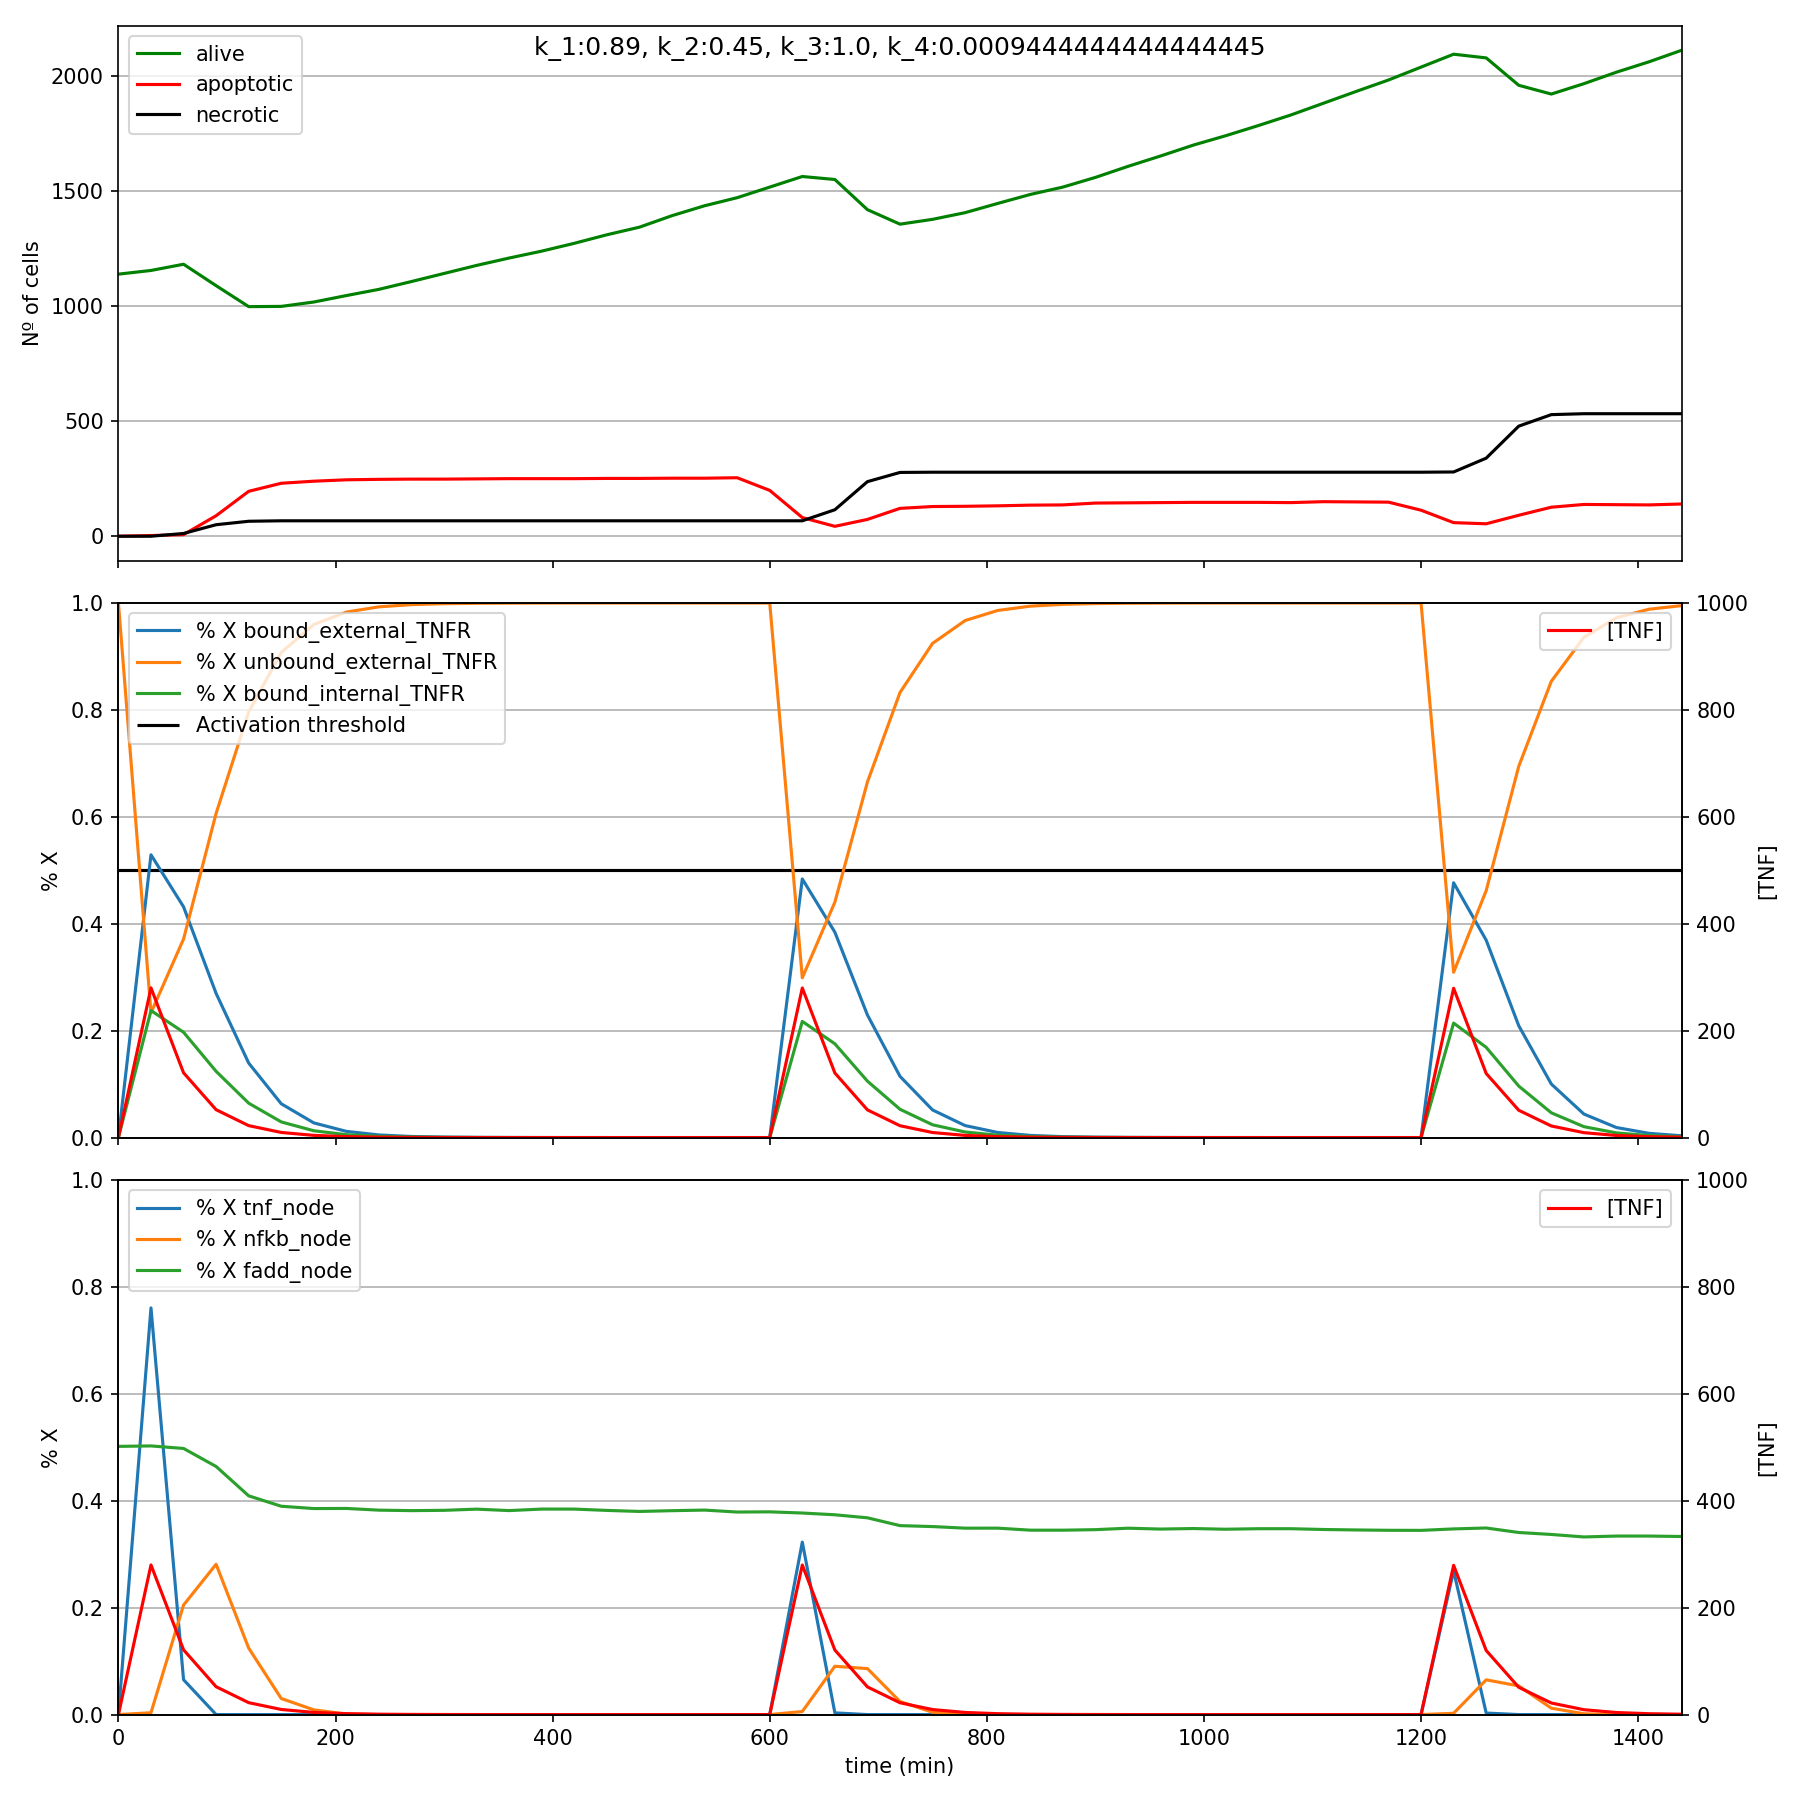 k_1:0.89, k_2:0.45, k_3:1.0, k_4:0.0009444444444444445
alive
apoptotic
necrotic
Nº of cells
2000
1500
1000
500
0
% X bound_external_TNFR
% X unbound_external_TNFR
% X bound_internal_TNFR
Activation threshold
[TNF]
% X
1.0
0.8
0.6
0.4
0.2
0.0
1000
800
600
400
200
0
[TNF]
% X tnf_node
% X nfkb_node
% X fadd_node
[TNF]
% X
1.0
0.8
0.6
0.4
0.2
0.0
1000
800
600
400
200
0
[TNF]
0 200 400 600 800 1000 1200 1400
time (min)